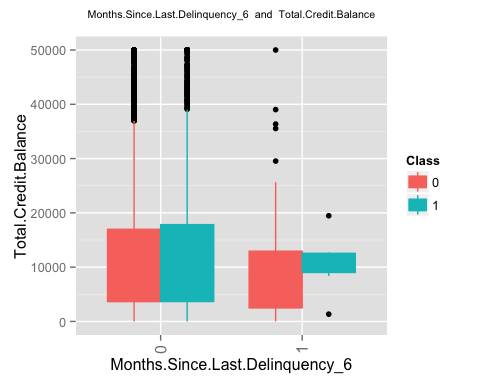 Months.Since.Last.Delinquency_6 and Total.Credit.Balance
50000
40000
30000
20000
10000
0
Total.Credit.Balance
0
1
Months.Since.Last.Delinquency_6
Class
0
1